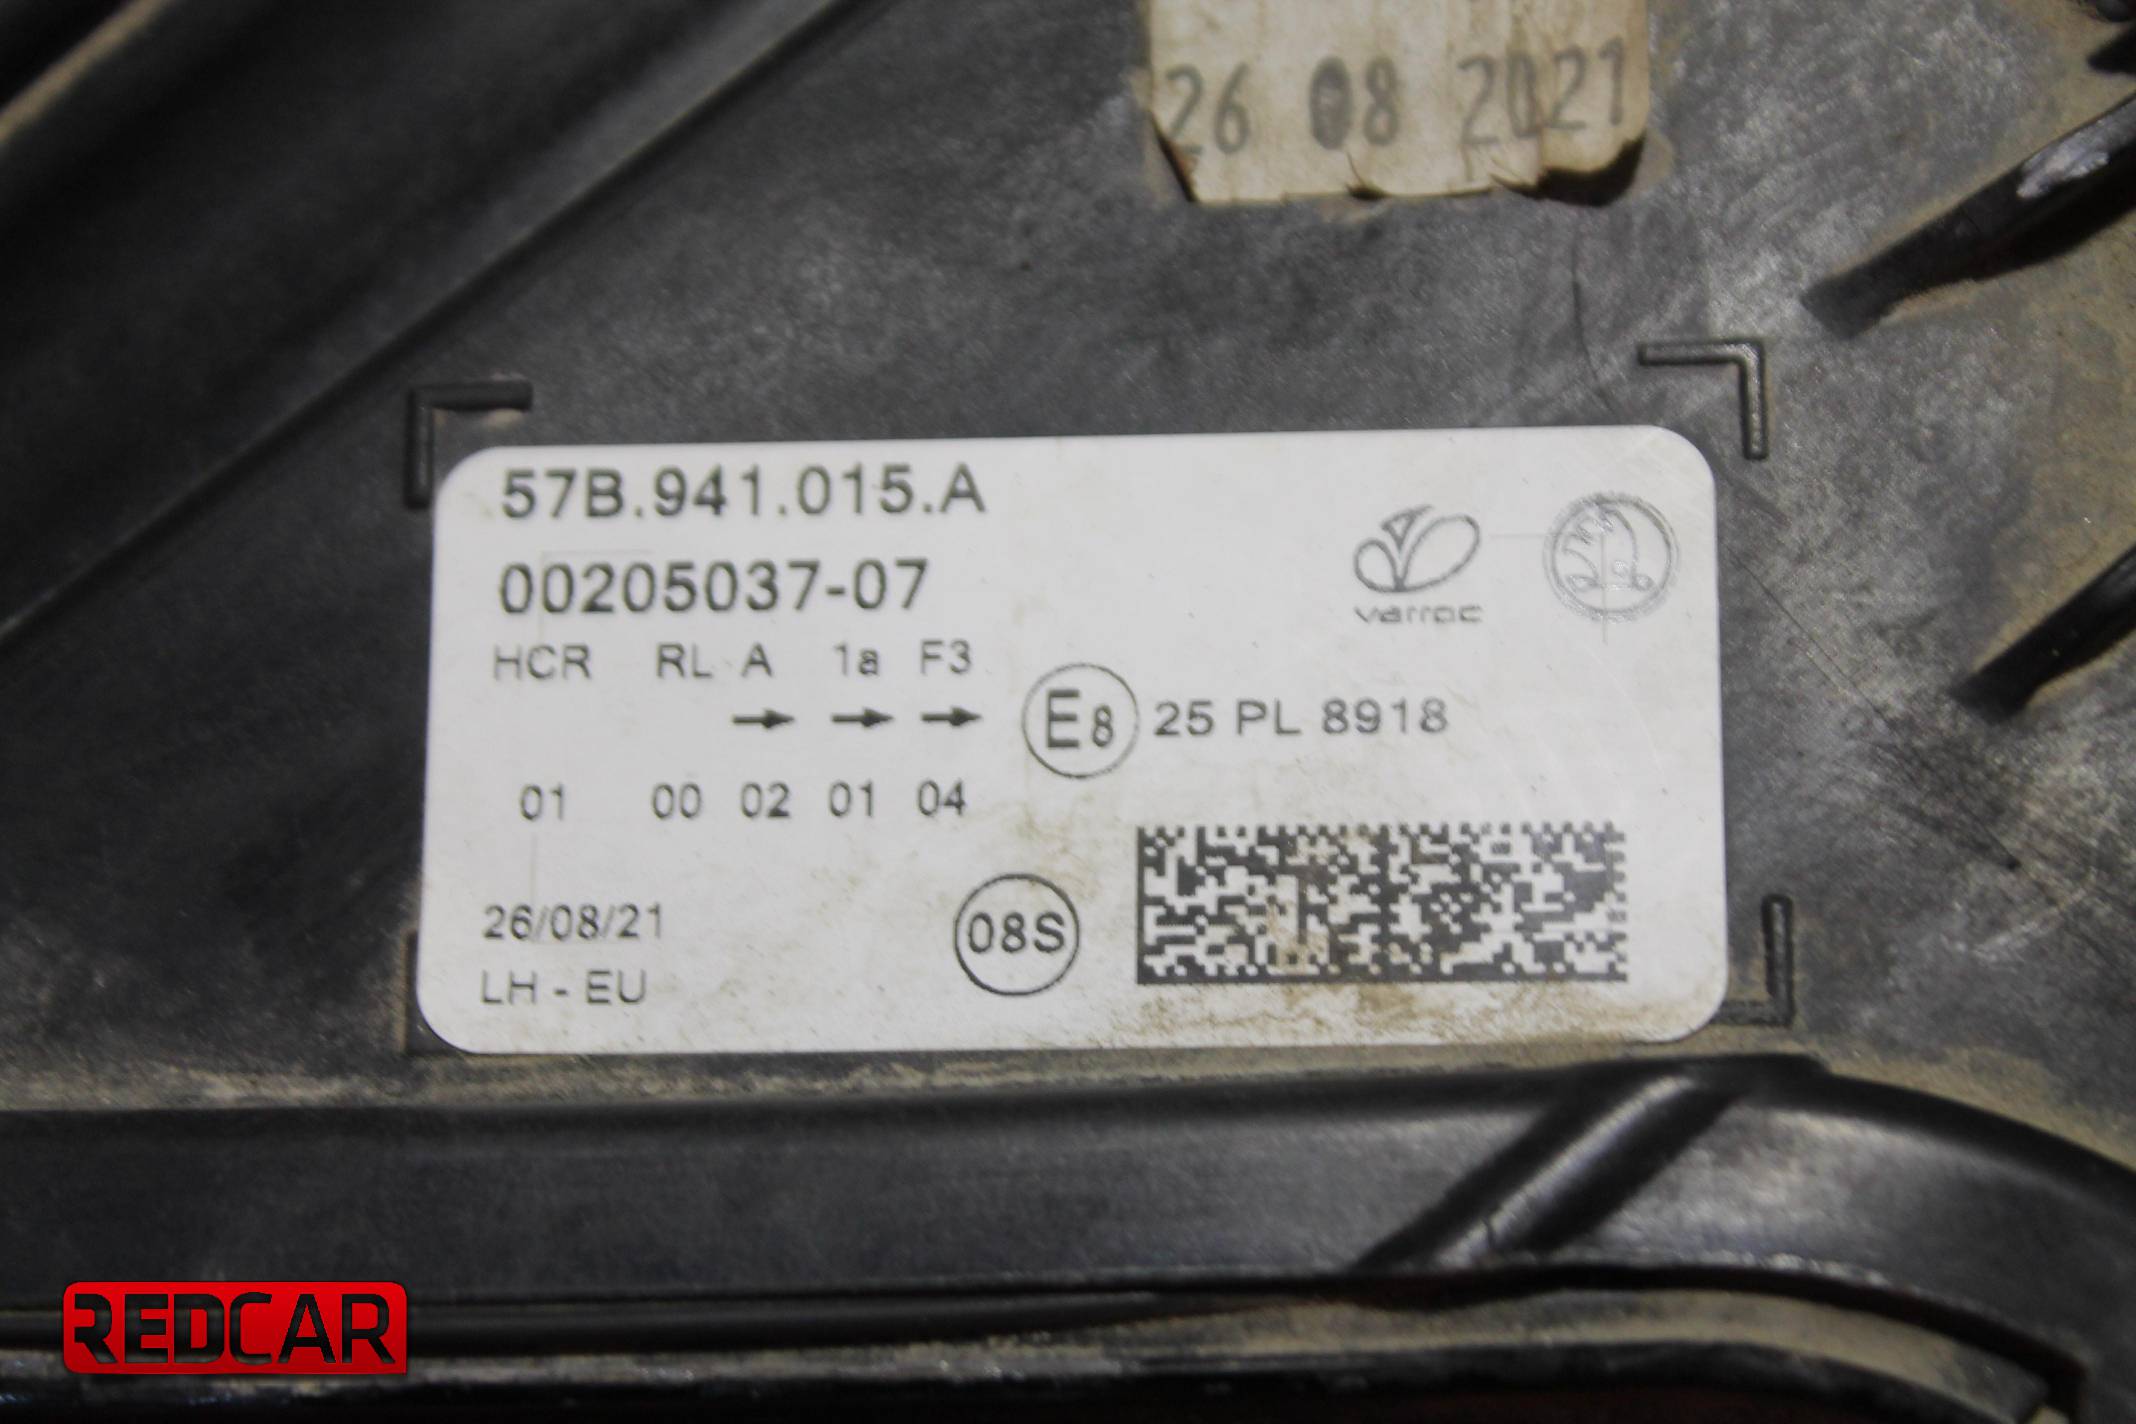 26 08 2021
57B.941.015.A
00205037-07
varroc
HCR RL A 1a F3
→ → →
E8 25 PL 8918
01 00 02 01 04
26/08/21
08S
LH - EU
REDCAR